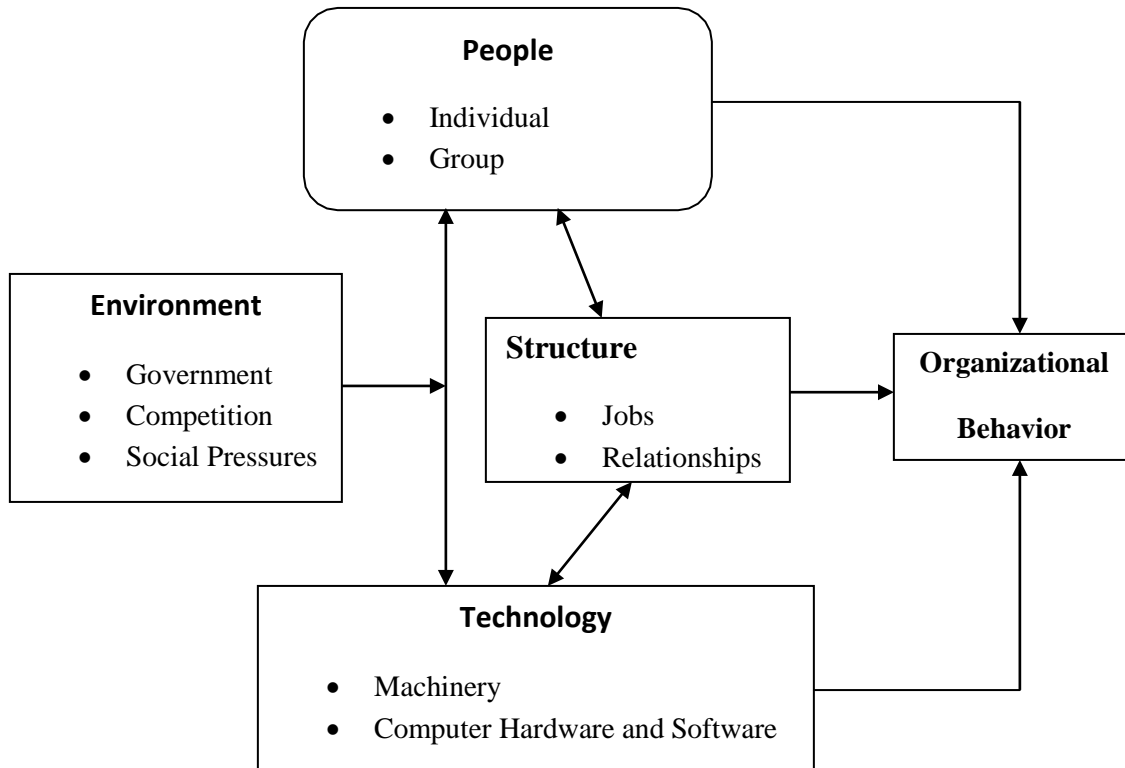 People
Individual
Group
Environment
Government
Competition
Social Pressures
Structure
Jobs
Relationships
Organizational
Behavior
Technology
Machinery
Computer Hardware and Software